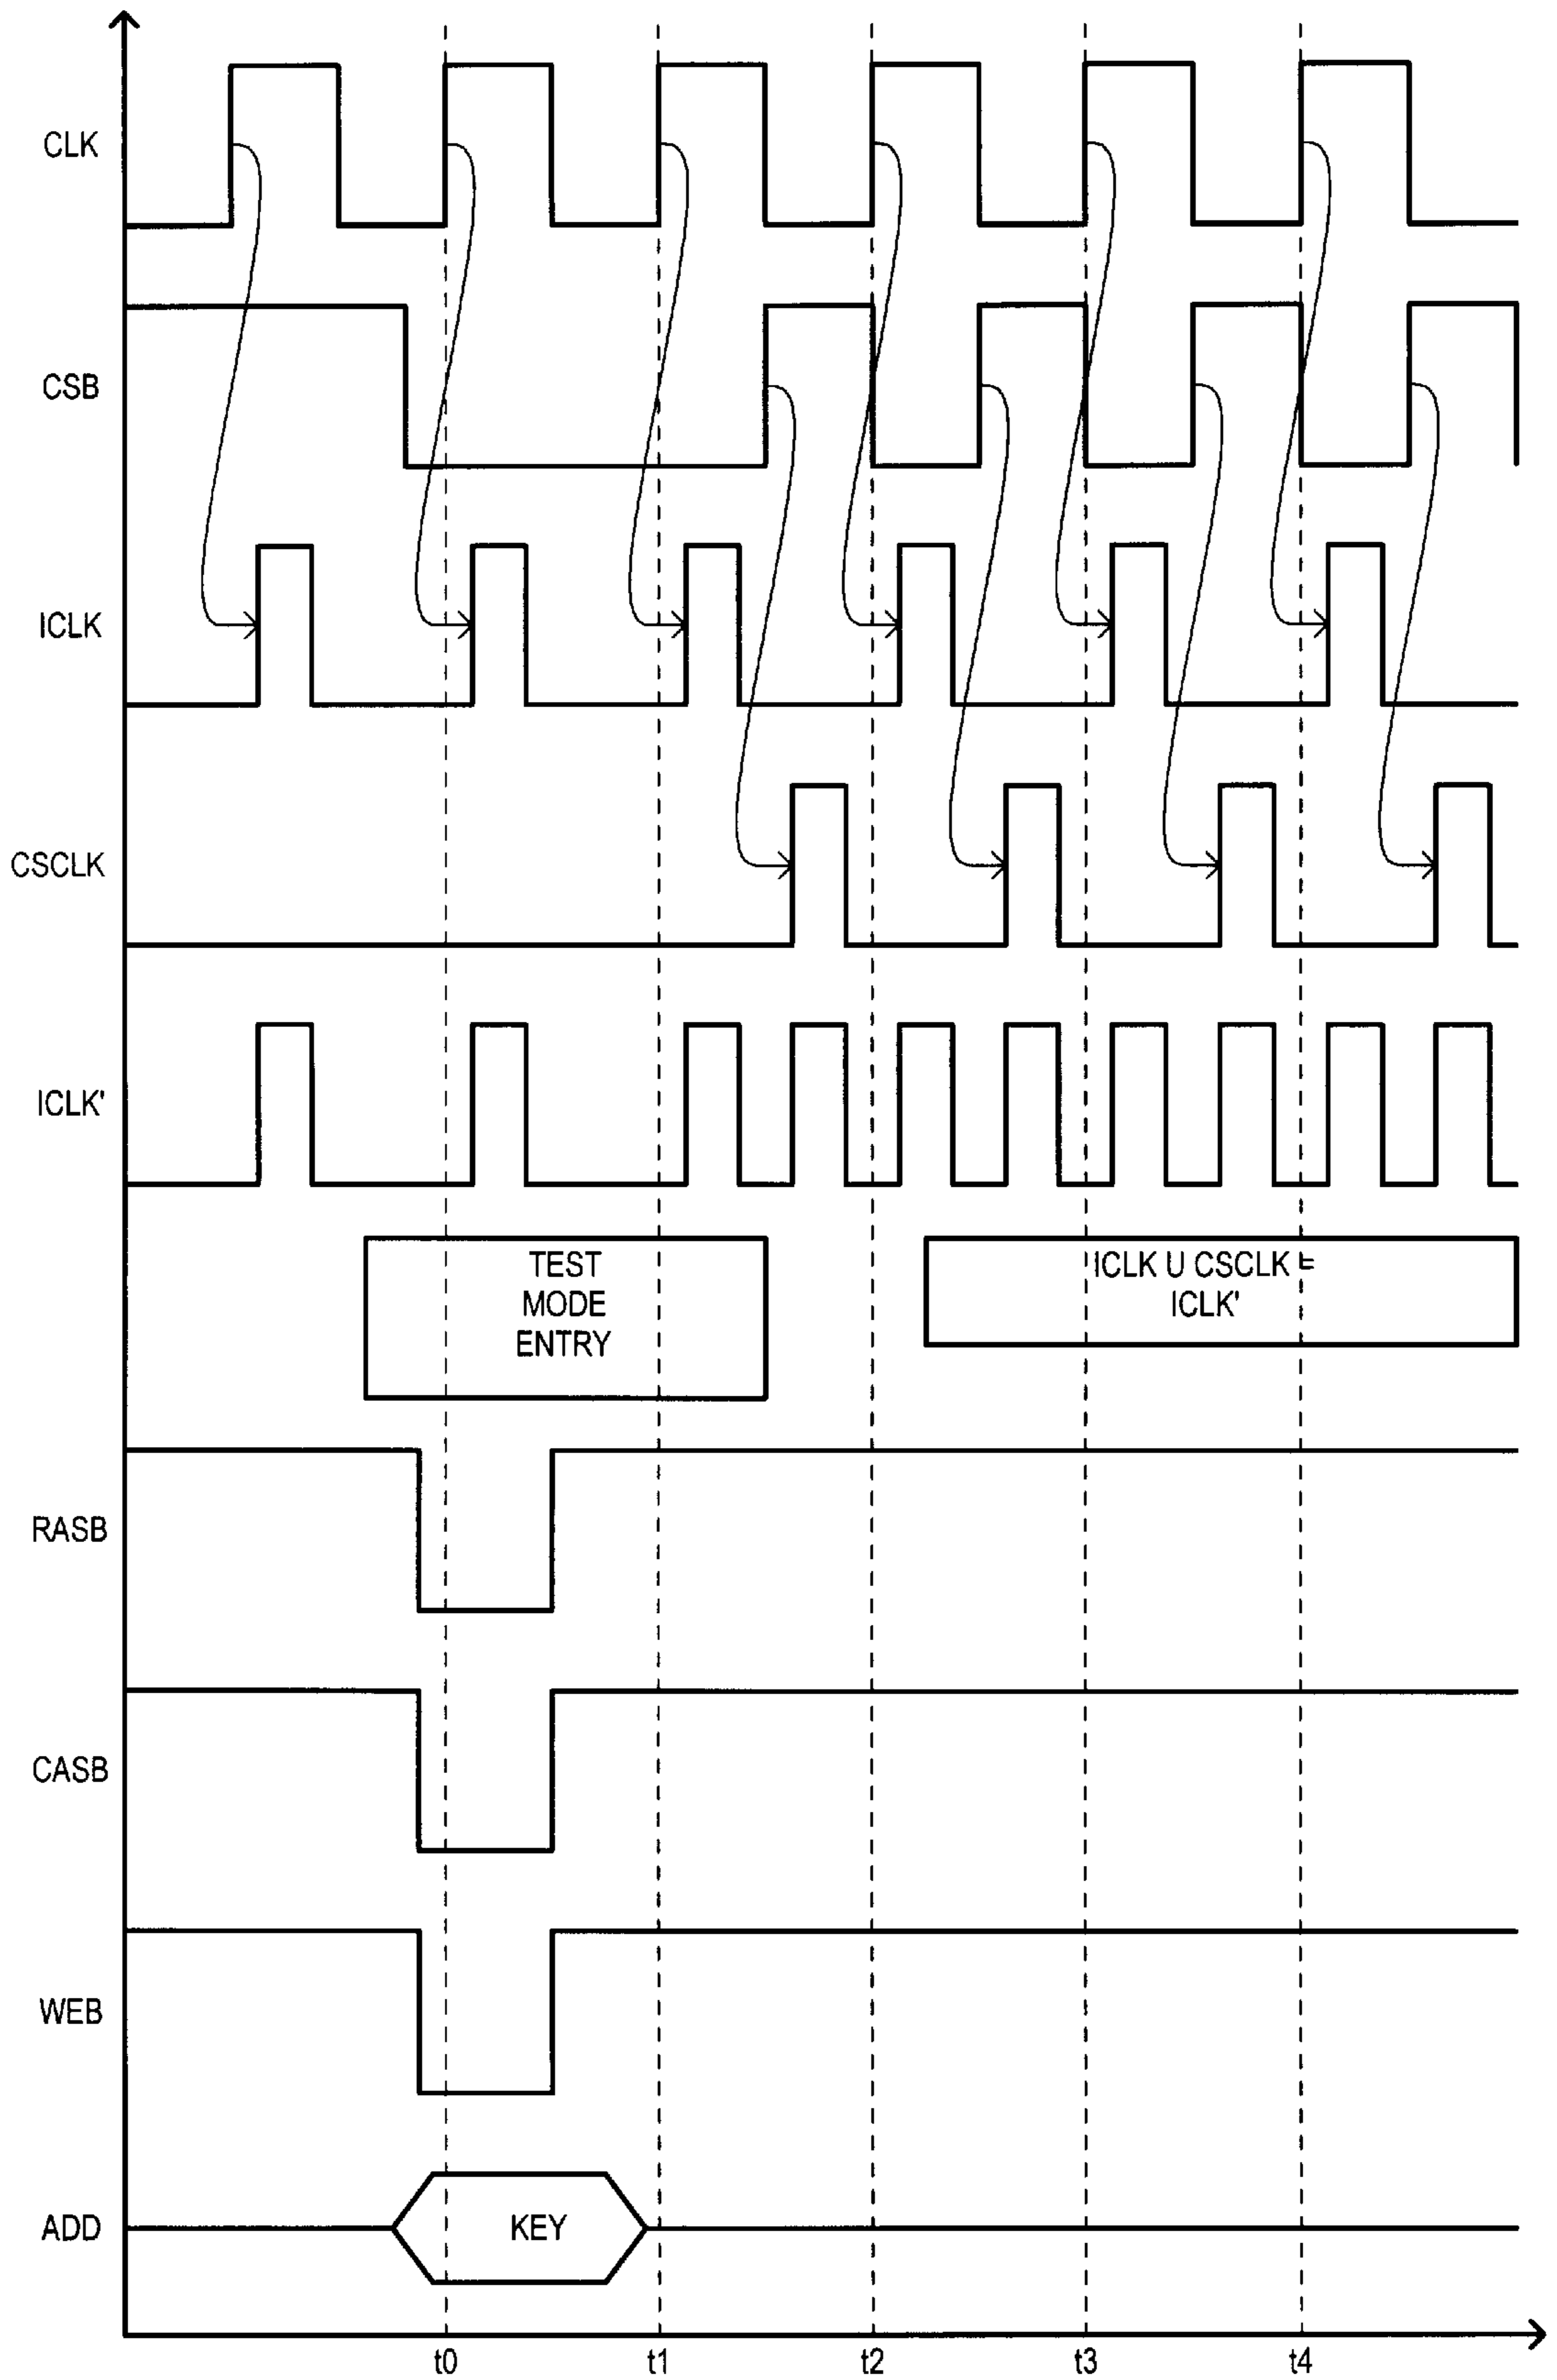 CLK
CSB
ICLK
CSCLK
ICLK'
TEST
MODE
ENTRY
ICLK U CSCLK =
ICLK'
RASB
CASB
WEB
ADD
KEY
t0
t1
t2
t3
t4